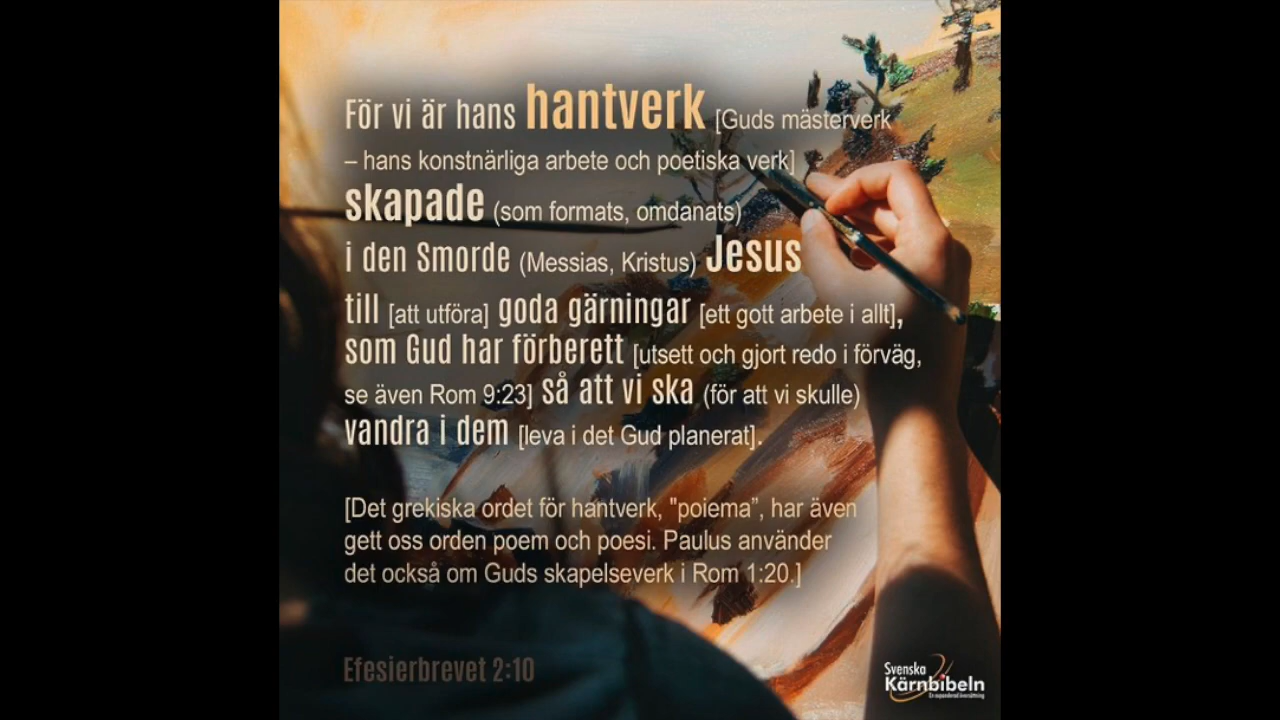 För vi är hans hantverk [Guds mästerverk
– hans konstnärliga arbete och poetiska verk]
skapade (som formats, omdanats)
i den Smorde (Messias, Kristus) Jesus
till [att utföra] goda gärningar [ett gott arbete i allt],
som Gud har förberett [utsett och gjort redo i förväg,
se även Rom 9:23] så att vi ska (för att vi skulle)
vandra i dem [leva i det Gud planerat].
[Det grekiska ordet för hantverk, "poiema”, har även
gett oss orden poem och poesi. Paulus använder
det också om Guds skapelseverk i Rom 1:20.]
Efesierbrevet 2:10
Svenska
Kärnbibeln
En expanderad översättning